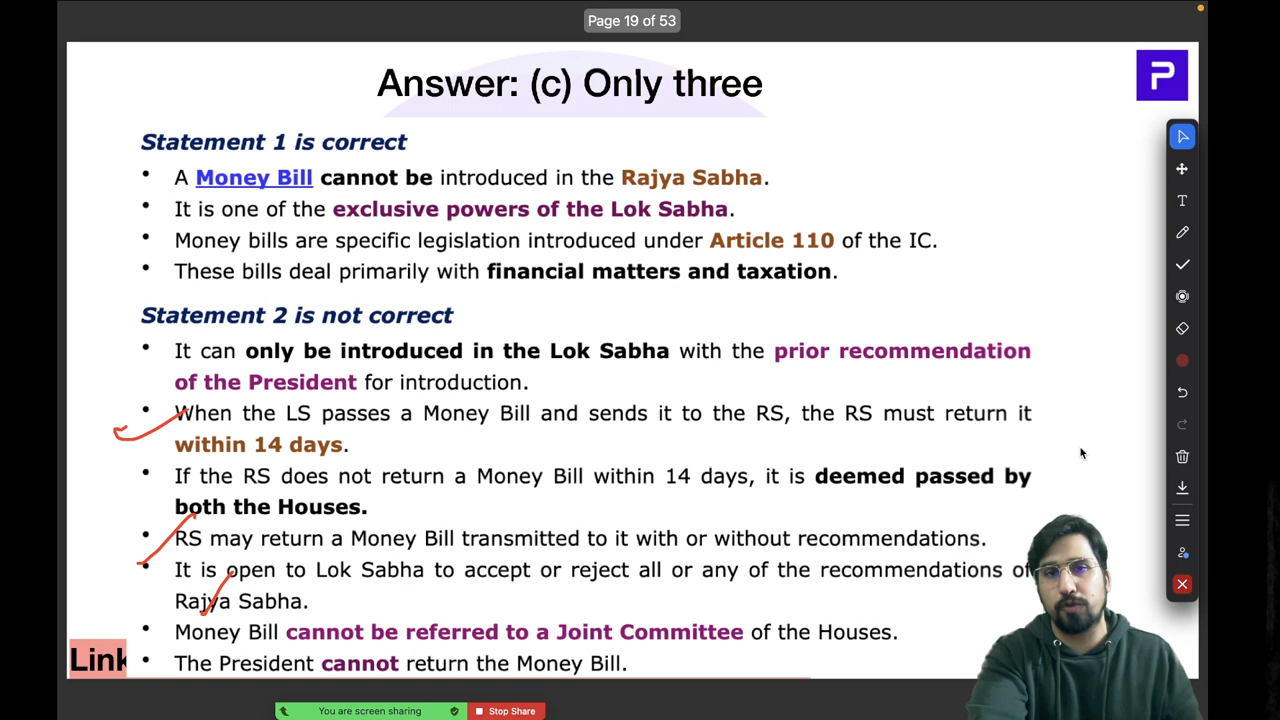 Page 19 of 53
Answer: (c) Only three
P
Statement 1 is correct
• A Money Bill cannot be introduced in the Rajya Sabha.
• It is one of the exclusive powers of the Lok Sabha.
• Money bills are specific legislation introduced under Article 110 of the IC.
• These bills deal primarily with financial matters and taxation.
Statement 2 is not correct
• It can only be introduced in the Lok Sabha with the prior recommendation
of the President for introduction.
• When the LS passes a Money Bill and sends it to the RS, the RS must return it
within 14 days.
• If the RS does not return a Money Bill within 14 days, it is deemed passed by
both the Houses.
• RS may return a Money Bill transmitted to it with or without recommendations.
• It is open to Lok Sabha to accept or reject all or any of the recommendations of
Rajya Sabha.
• Money Bill cannot be referred to a Joint Committee of the Houses.
• The President cannot return the Money Bill.
Link
T
You are screen sharing
Stop Share